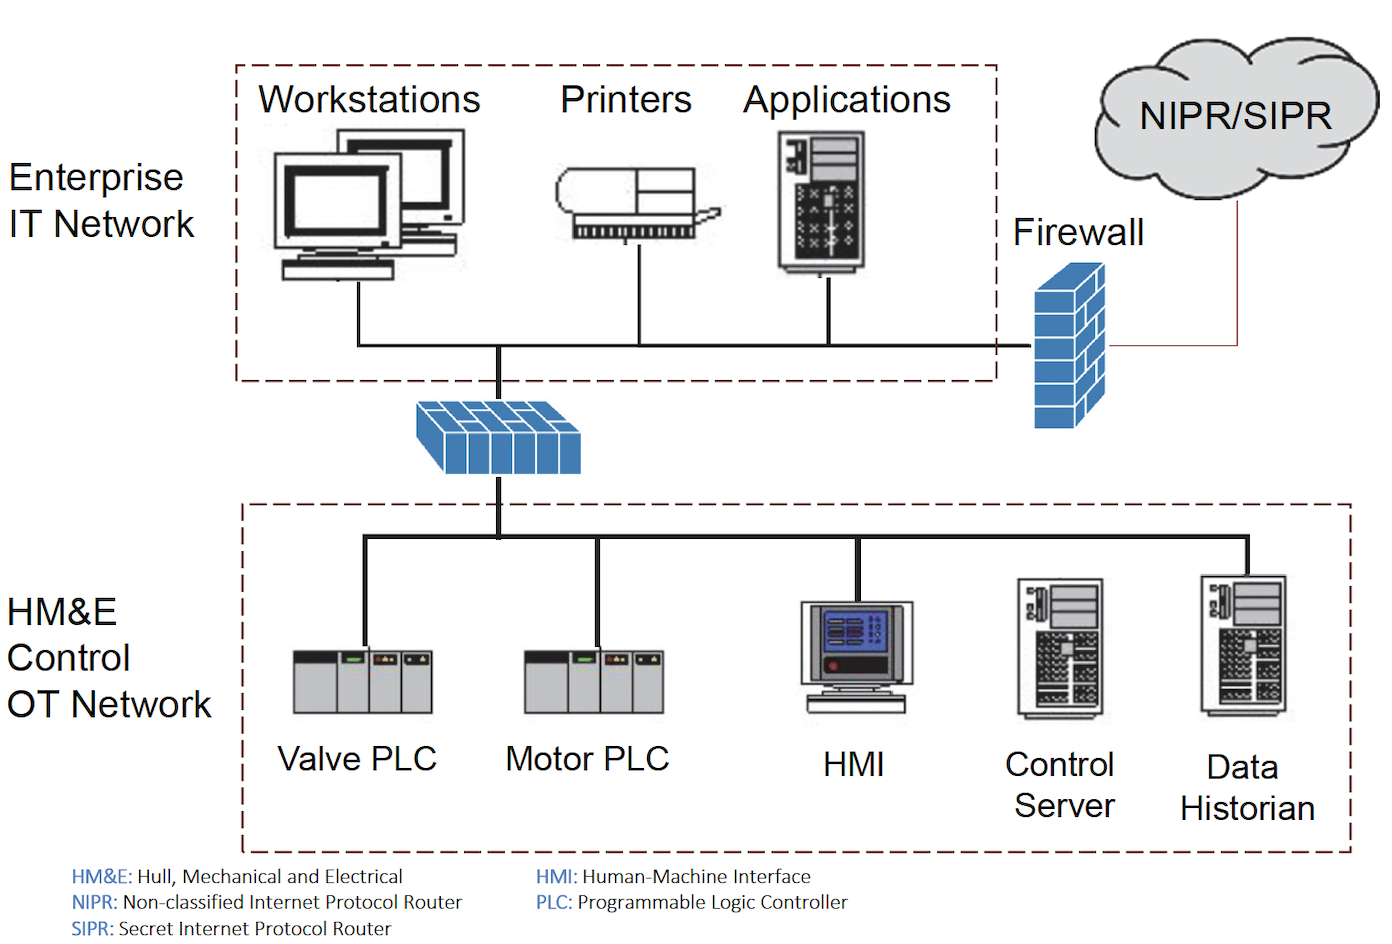 Workstations
Printers
Applications
NIPR/SIPR
Enterprise
IT Network
Firewall
HM&E
Control
OT Network
Valve PLC
Motor PLC
HMI
Control
Server
Data
Historian
HM&E: Hull, Mechanical and Electrical
NIPR: Non-classified Internet Protocol Router
SIPR: Secret Internet Protocol Router
HMI: Human-Machine Interface
PLC: Programmable Logic Controller